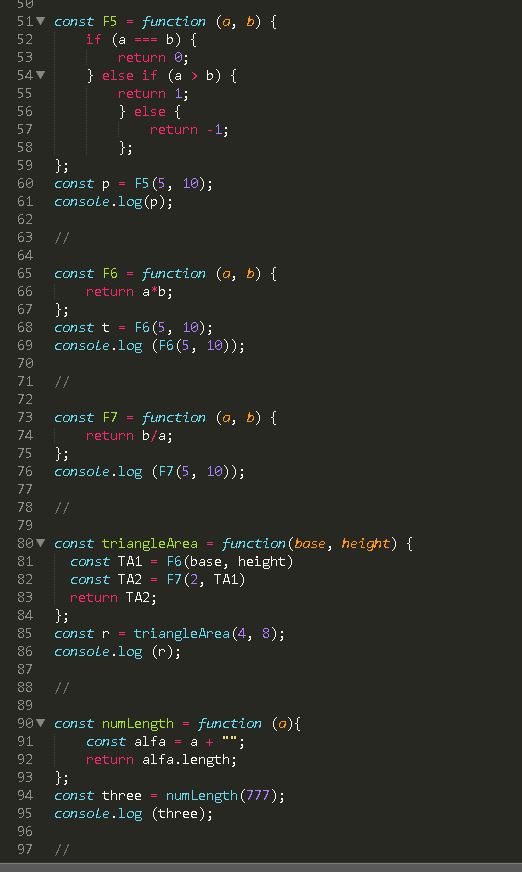 50
51 const F5 = function (a, b) {
52     if (a === b) {
53         return 0;
54     } else if (a > b) {
55         return 1;
56         } else {
57             return -1;
58         };
59 };
60 const p = F5(5, 10);
61 console.log(p);
62
63 //
64
65 const F6 = function (a, b) {
66     return a*b;
67 };
68 const t = F6(5, 10);
69 console.log (F6(5, 10));
70
71 //
72
73 const F7 = function (a, b) {
74     return b/a;
75 };
76 console.log (F7(5, 10));
77
78 //
79
80 const triangleArea = function(base, height) {
81   const TA1 = F6(base, height)
82   const TA2 = F7(2, TA1)
83   return TA2;
84 };
85 const r = triangleArea(4, 8);
86 console.log (r);
87
88 //
89
90 const numLength = function (a){
91     const alfa = a + "";
92     return alfa.length;
93 };
94 const three = numLength(777);
95 console.log (three);
96
97 //